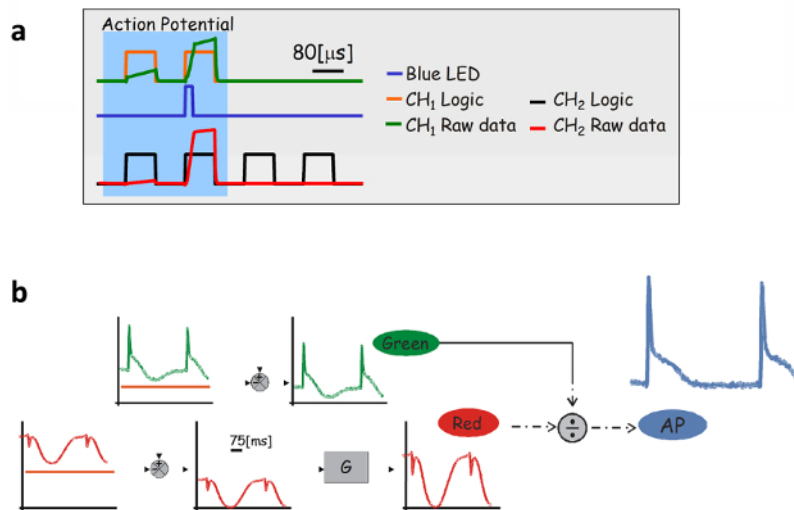 a
Action Potential
80[μs]
Blue LED
CH₁ Logic
CH₂ Logic
CH₁ Raw data
CH₂ Raw data
b
Green
Red
÷
AP
75[ms]
G